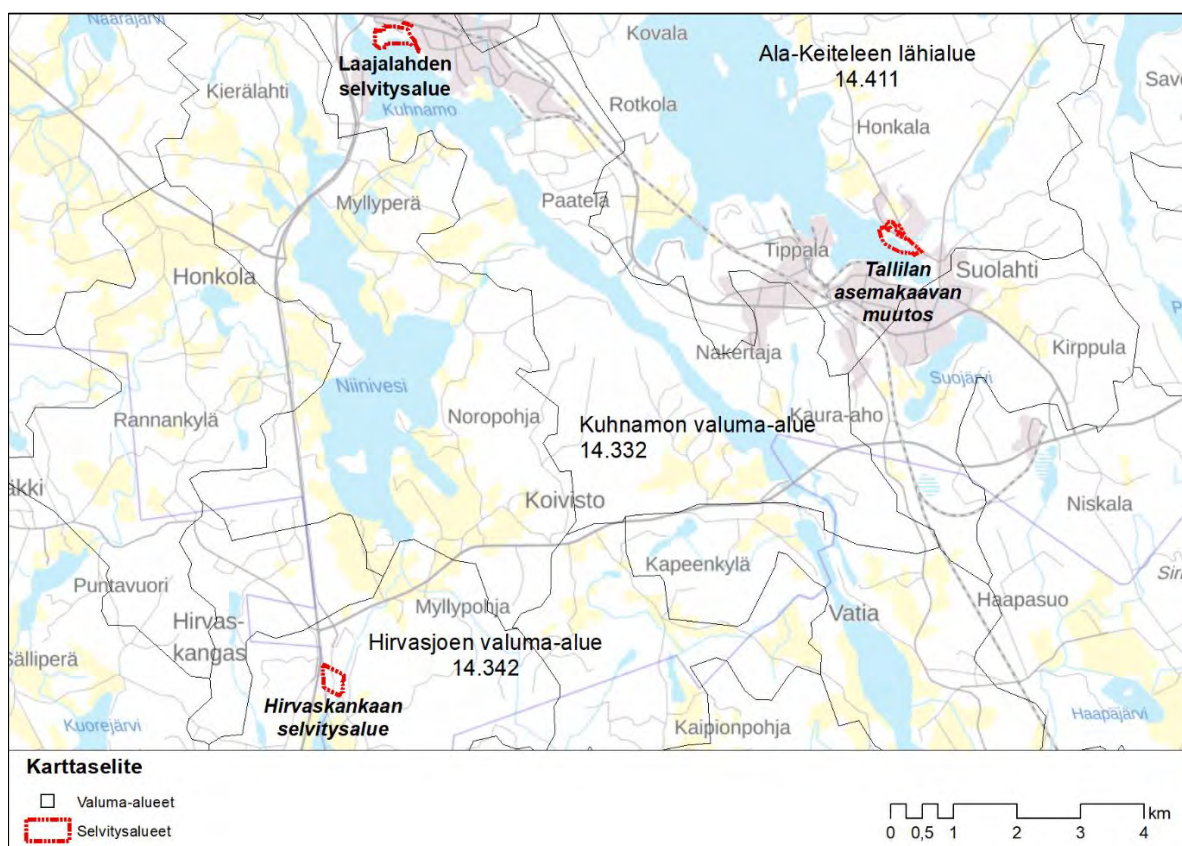 Naarajärvi
Kovala
Ala-Keiteleen lähialue
14.411
Laajalahden
selvitysalue
Kierälahti
Kuhnamo
Rotkola
Honkala
Myllyperä
Paatela
Honkola
Tippala
Suolahti
Tallilan
asemakaavan
muutos
Niinivesi
Nakertaja
Kirppula
Suojärvi
Rannankylä
Noropohja
Kuhnamon valuma-alue
14.332
Kaura-aho
Koivisto
Niskala
Kapeenkylä
Puntavuori
Myllypohja
Vatia
Haapasuo
Hirvas-
kangas
Hirvasjoen valuma-alue
14.342
Hirvaskankaan
selvitysalue
Kuorejärvi
Kaipionpohja
Haapajärvi
Karttaselite
Valuma-alueet
Selvitysalueet
km
0 0,5 1 2 3 4